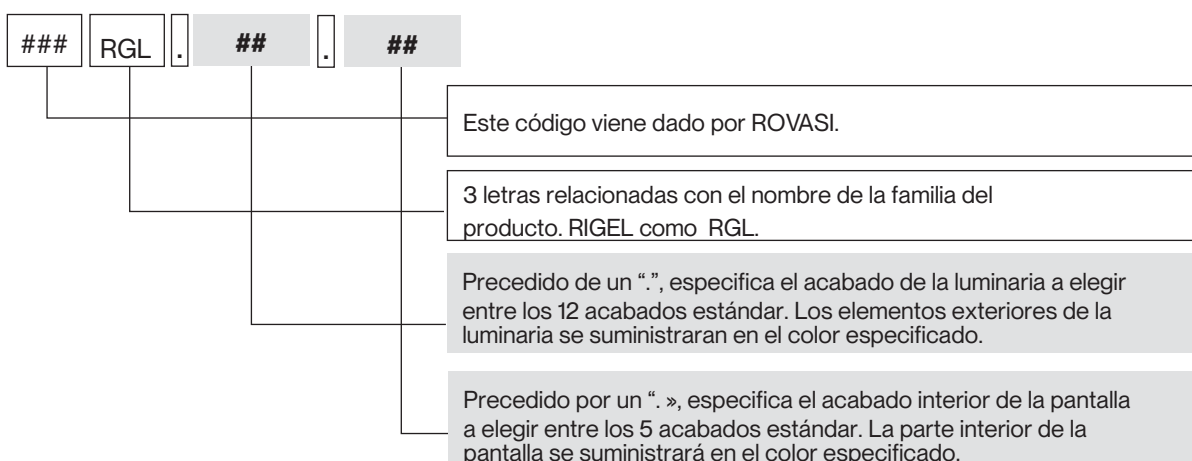 ### RGL . ## . ##
Este código viene dado por ROVASI.
3 letras relacionadas con el nombre de la familia del
producto. RIGEL como RGL.
Precedido de un “.”, especifica el acabado de la luminaria a elegir
entre los 12 acabados estándar. Los elementos exteriores de la
luminaria se suministraran en el color especificado.
Precedido por un “. », especifica el acabado interior de la pantalla
a elegir entre los 5 acabados estándar. La parte interior de la
pantalla se suministrará en el color especificado.